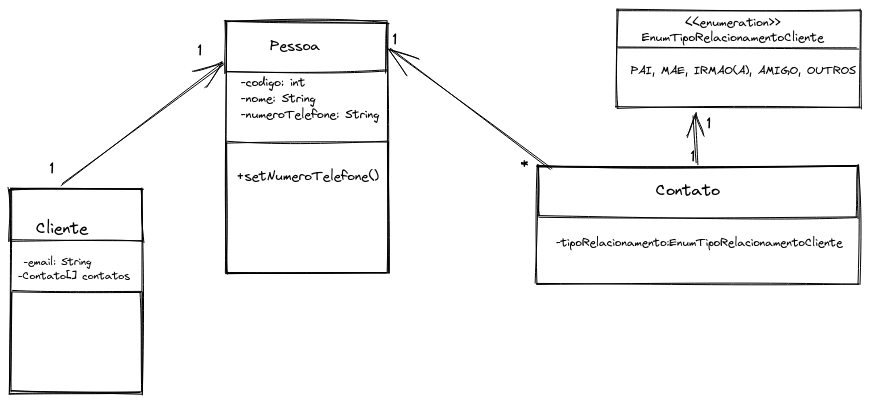 Pessoa
-codigo: int
-nome: String
-numeroTelefone: String
+setNumeroTelefone()
1
1
1
*
Cliente
-email: String
-Contato[] contatos
<<enumeration>>
EnumTipoRelacionamentoCliente
PAI, MAE, IRMAO(A), AMIGO, OUTROS
1
1
Contato
-tipoRelacionamento:EnumTipoRelacionamentoCliente